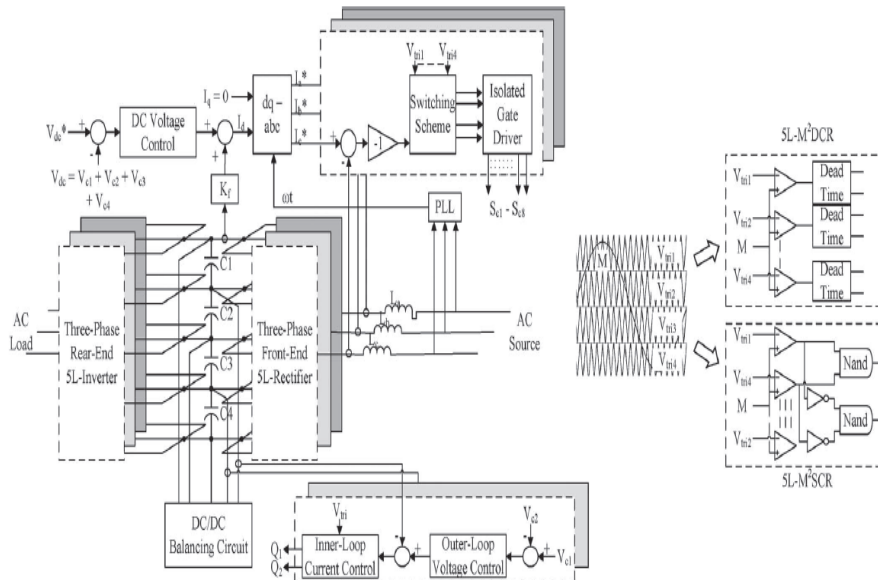 V_tri1 V_tri4
I_q = 0
I_a*
I_b*
I_c*
dq – abc
Switching Scheme
Isolated Gate Driver
-1
V_dc*
+
-
DC Voltage Control
+
+
I_d
+
-
V_dc = V_c1 + V_c2 + V_c3 + V_c4
K_f
ωt
PLL
S_c1 - S_c8
C1
C2
C3
C4
AC Load
Three-Phase Rear-End 5L-Inverter
Three-Phase Front-End 5L-Rectifier
L_b
L_c
AC Source
DC/DC Balancing Circuit
Q_1
Q_2
V_tri
Inner-Loop Current Control
-
+
Outer-Loop Voltage Control
V_c2
-
+
V_c1
M
V_tri1
V_tri2
V_tri3
V_tri4
5L-M²DCR
V_tri1
V_tri2
M
V_tri4
Dead Time
Dead Time
Dead Time
V_tri1
V_tri4
M
V_tri2
Nand
Nand
5L-M²SCR